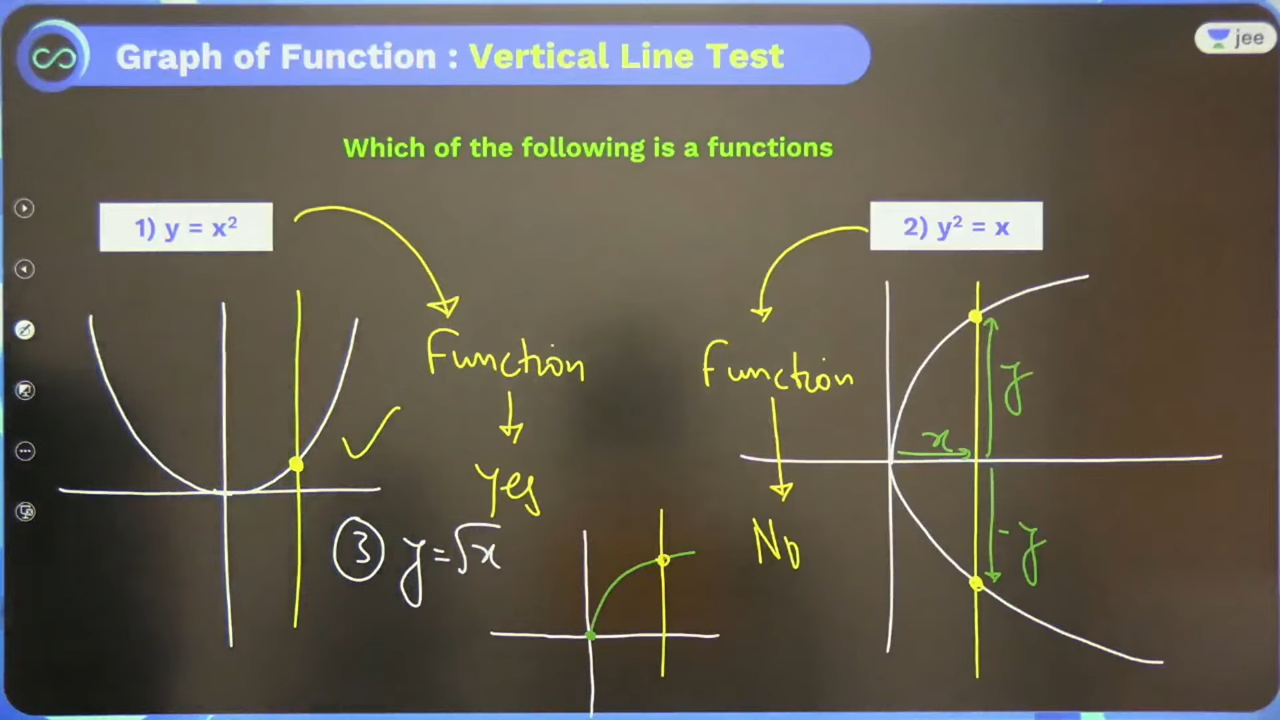 Graph of Function : Vertical Line Test
jee
Which of the following is a functions
1) y = x²
2) y² = x
Function
Yes
Function
No
③ y=√x
x
y
-y